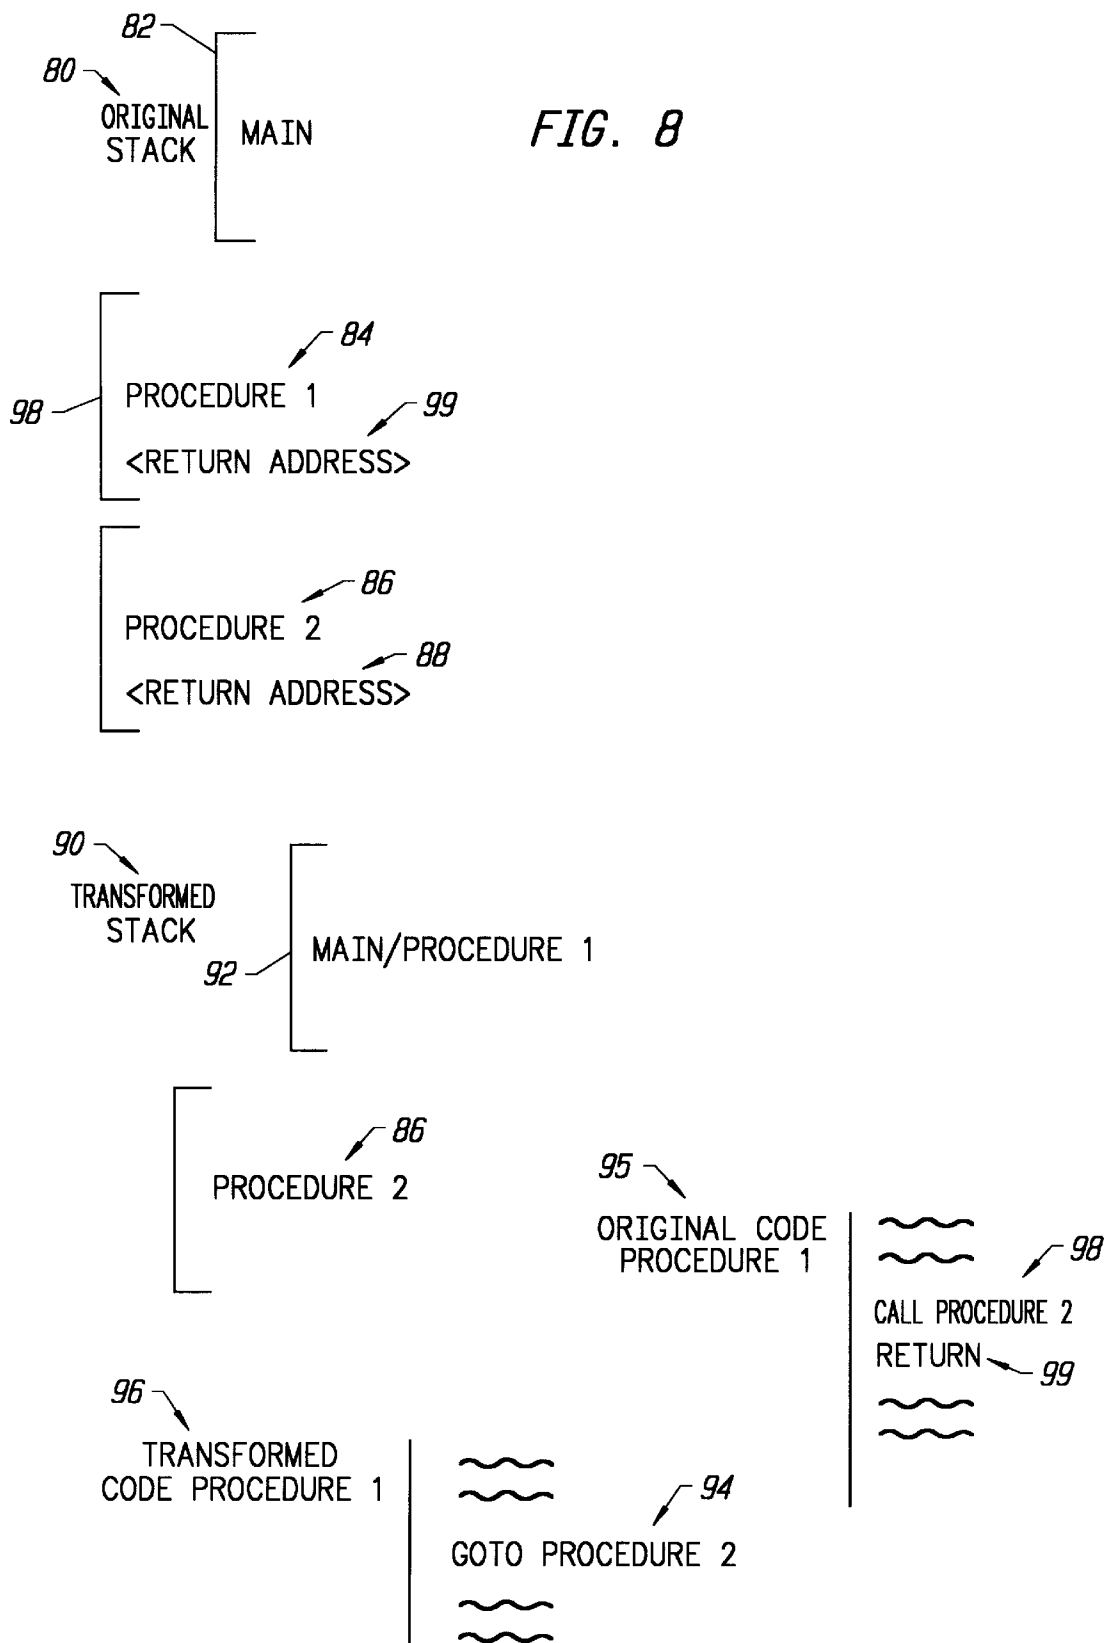 82
80
ORIGINAL
STACK
MAIN
FIG. 8
84
PROCEDURE 1
98
99
<RETURN ADDRESS>
86
PROCEDURE 2
88
<RETURN ADDRESS>
90
TRANSFORMED
STACK
92
MAIN/PROCEDURE 1
86
PROCEDURE 2
95
ORIGINAL CODE
PROCEDURE 1
98
CALL PROCEDURE 2
RETURN
99
96
TRANSFORMED
CODE PROCEDURE 1
94
GOTO PROCEDURE 2